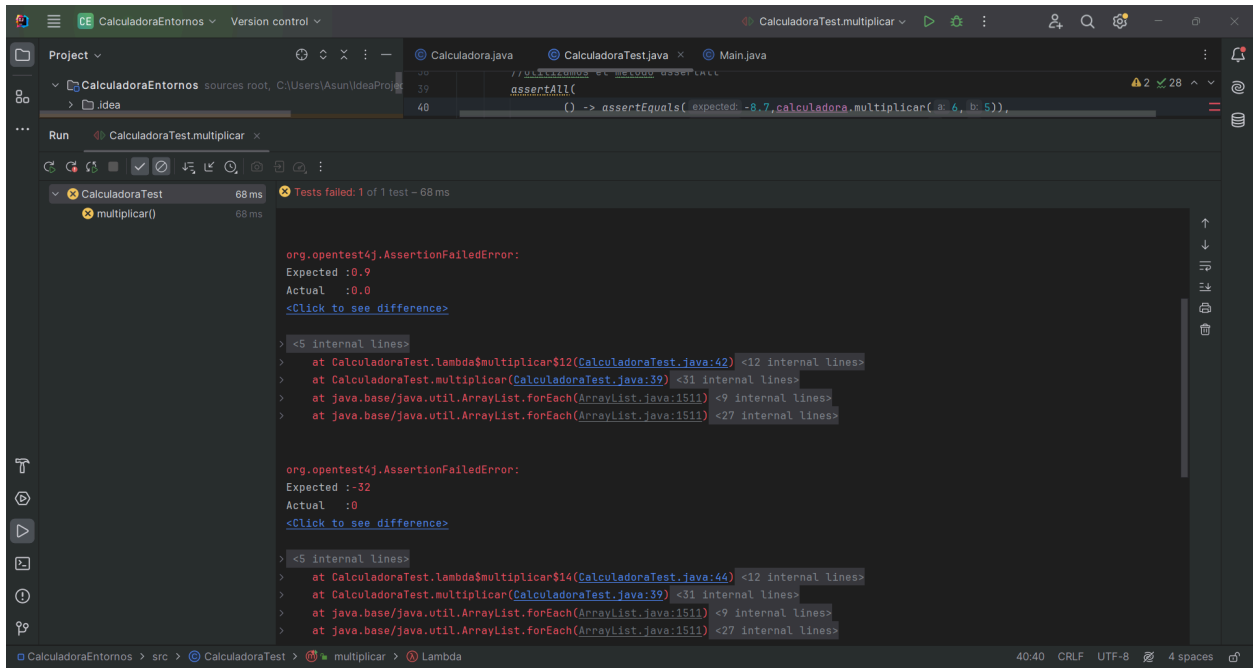 CE CalculadoraEntornos Version control CalculadoraTest.multiplicar
Project Calculadora.java CalculadoraTest.java Main.java
CalculadoraEntornos sources root, C:\Users\Asun\IdeaProjec
.idea
38 //utilizamos el metodo assertAll
39 assertAll(
40 () -> assertEquals( expected: -8.7,calculadora.multiplicar( a: 6, b: 5)),
2 28
Run CalculadoraTest.multiplicar
CalculadoraTest 68 ms
multiplicar() 68 ms
Tests failed: 1 of 1 test – 68 ms
org.opentest4j.AssertionFailedError:
Expected :0.9
Actual :0.0
<Click to see difference>
<5 internal lines>
at CalculadoraTest.lambda$multiplicar$12(CalculadoraTest.java:42) <12 internal lines>
at CalculadoraTest.multiplicar(CalculadoraTest.java:39) <31 internal lines>
at java.base/java.util.ArrayList.forEach(ArrayList.java:1511) <9 internal lines>
at java.base/java.util.ArrayList.forEach(ArrayList.java:1511) <27 internal lines>
org.opentest4j.AssertionFailedError:
Expected :-32
Actual :0
<Click to see difference>
<5 internal lines>
at CalculadoraTest.lambda$multiplicar$14(CalculadoraTest.java:44) <12 internal lines>
at CalculadoraTest.multiplicar(CalculadoraTest.java:39) <31 internal lines>
at java.base/java.util.ArrayList.forEach(ArrayList.java:1511) <9 internal lines>
at java.base/java.util.ArrayList.forEach(ArrayList.java:1511) <27 internal lines>
CalculadoraEntornos > src > CalculadoraTest > multiplicar > Lambda
40:40 CRLF UTF-8 4 spaces